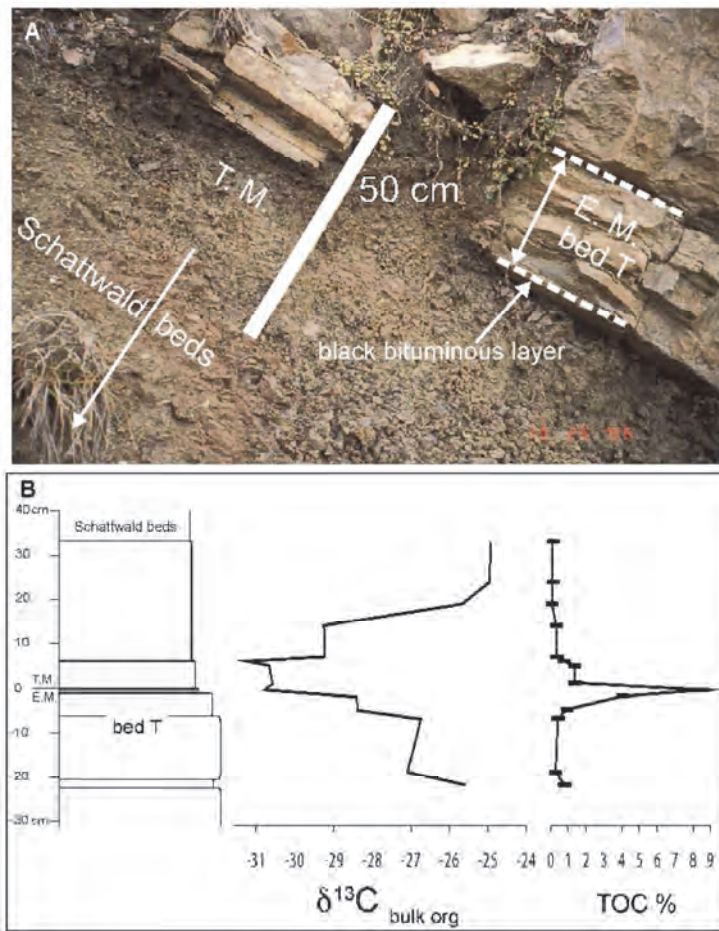 A
T. M.
50 cm
Schattwald beds
E. M.
bed T
black bituminous layer
B
40 cm
Schattwald beds
30
20
10
T.M.
0
E.M.
bed T
-10
-20
-30 cm
-31 -30 -29 -28 -27 -26 -25 -24
0 1 2 3 4 5 6 7 8 9
δ13C bulk org
TOC %